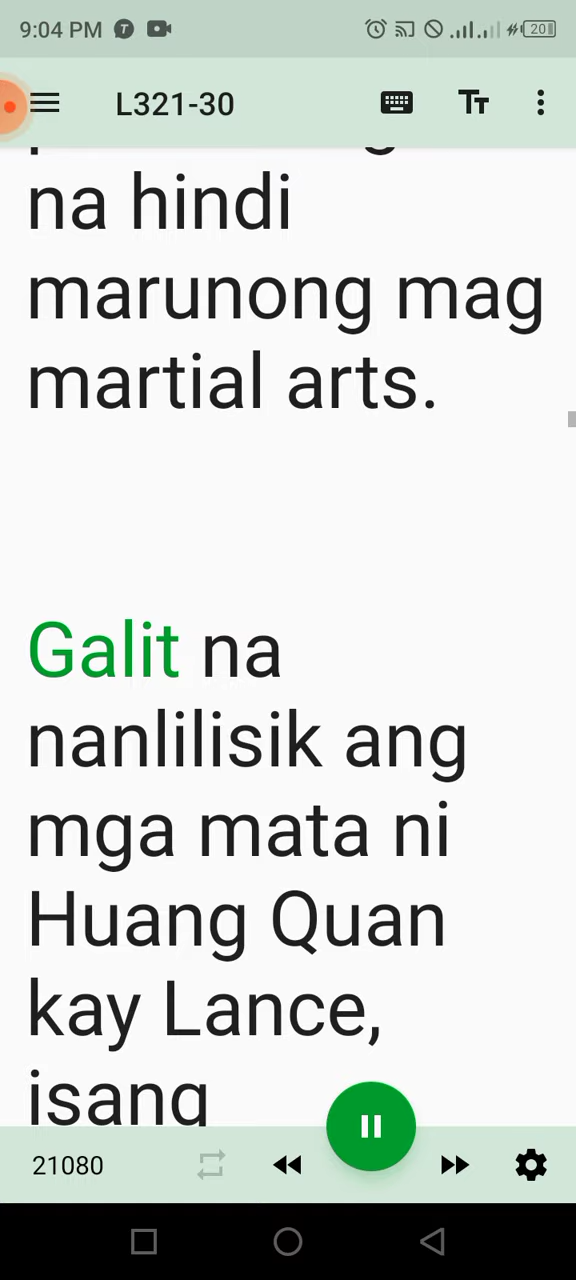 9:04 PM
20
L321-30
na hindi
marunong mag
martial arts.
Galit na
nanlilisik ang
mga mata ni
Huang Quan
kay Lance,
isang
21080